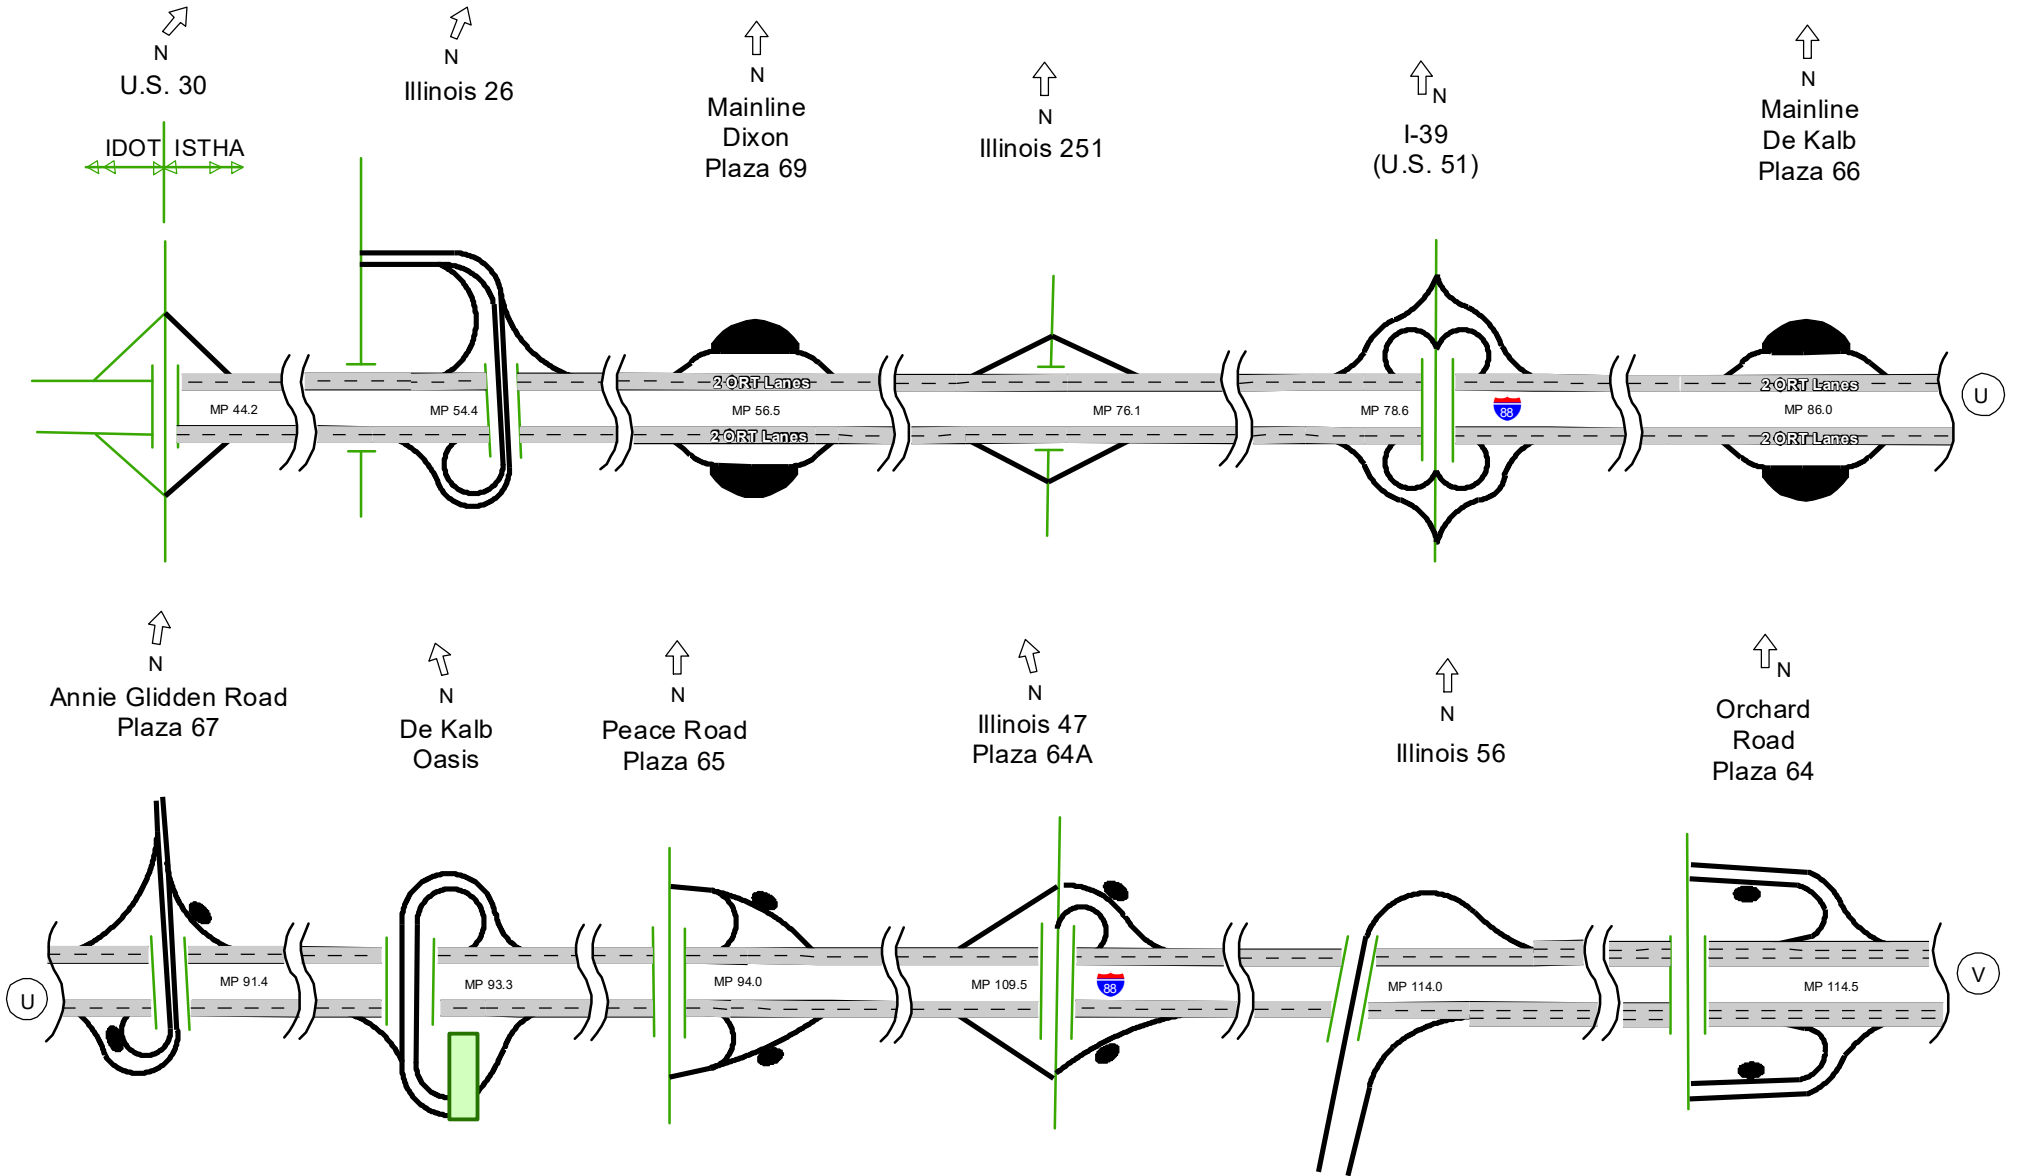 N
U.S. 30
IDOT ISTHA
N
Illinois 26
N
Mainline
Dixon
Plaza 69
N
Illinois 251
N
I-39
(U.S. 51)
N
Mainline
De Kalb
Plaza 66
2 ORT Lanes
2 ORT Lanes
MP 44.2
MP 54.4
MP 56.5
MP 76.1
MP 78.6
88
MP 86.0
U
2 ORT Lanes
2 ORT Lanes
N
Annie Glidden Road
Plaza 67
N
De Kalb
Oasis
N
Peace Road
Plaza 65
N
Illinois 47
Plaza 64A
N
Illinois 56
N
Orchard
Road
Plaza 64
U
MP 91.4
MP 93.3
MP 94.0
MP 109.5
88
MP 114.0
MP 114.5
V